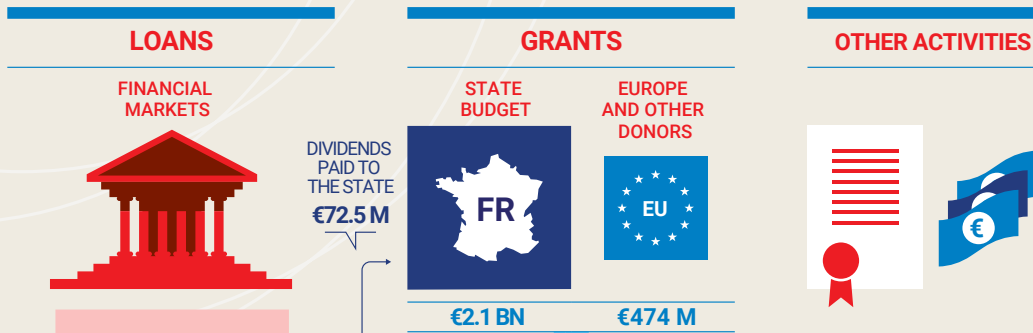 LOANS
FINANCIAL
MARKETS
DIVIDENDS
PAID TO
THE STATE
€72.5 M
GRANTS
STATE
BUDGET
FR
€2.1 BN
EUROPE
AND OTHER
DONORS
EU
€474 M
OTHER ACTIVITIES
€